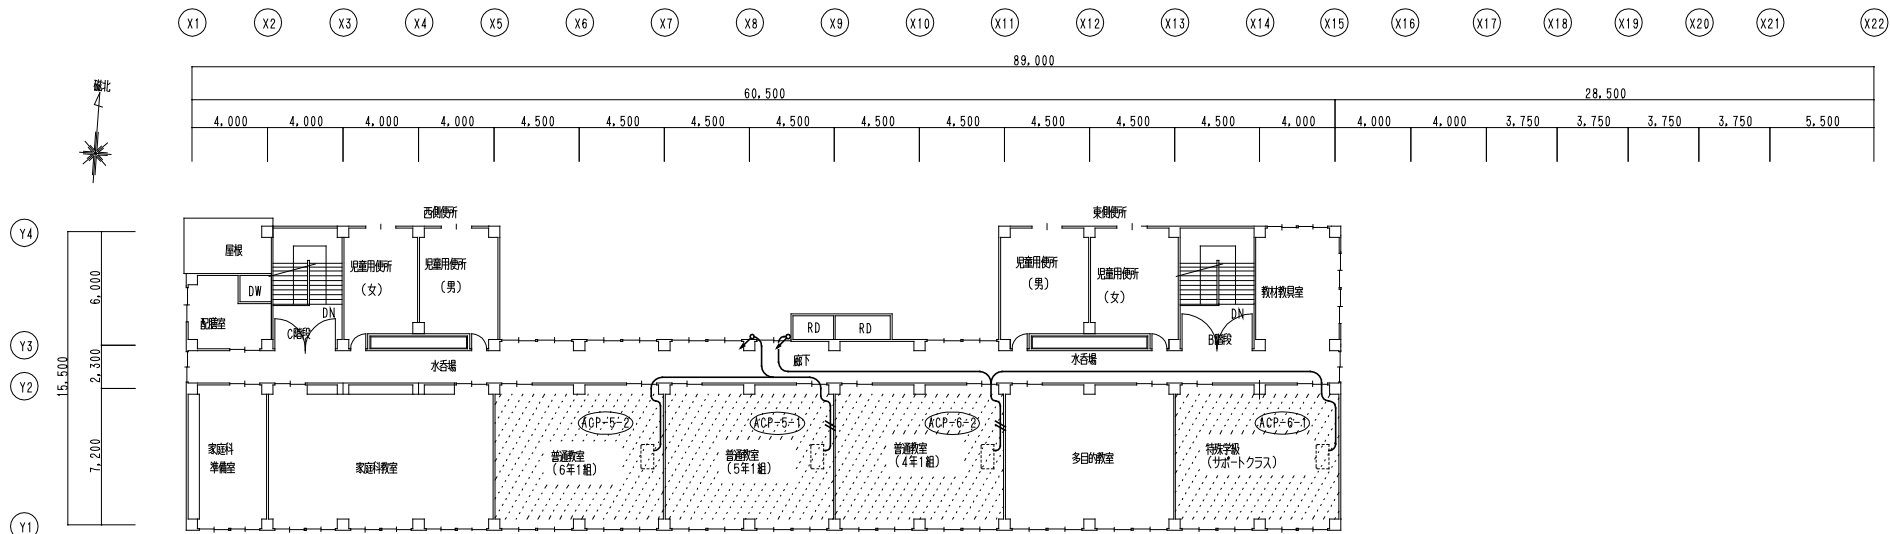 X1 X2 X3 X4 X5 X6 X7 X8 X9 X10 X11 X12 X13 X14 X15 X16 X17 X18 X19 X20 X21 X22
89,000
磁北
60,500 28,500
4,000 4,000 4,000 4,000 4,500 4,500 4,500 4,500 4,500 4,500 4,500 4,500 4,500 4,000 4,000 4,000 3,750 3,750 3,750 3,750 5,500
西側便所 東側便所
Y4
屋根
児童用便所
(女)
児童用便所
(男)
児童用便所
(男)
児童用便所
(女)
6,000
DW
教材教具室
配膳室
DN
C階段
RD RD
DN
B階段
Y3
水呑場
廊下
水呑場
2,300
15,500
Y2
ACP-5-2 ACP-5-1 ACP-6-2 ACP-6-1
7,200
家庭科
準備室
家庭科教室
普通教室
(6年1組)
普通教室
(5年1組)
普通教室
(4年1組)
多目的教室
特殊学級
(サポートクラス)
Y1